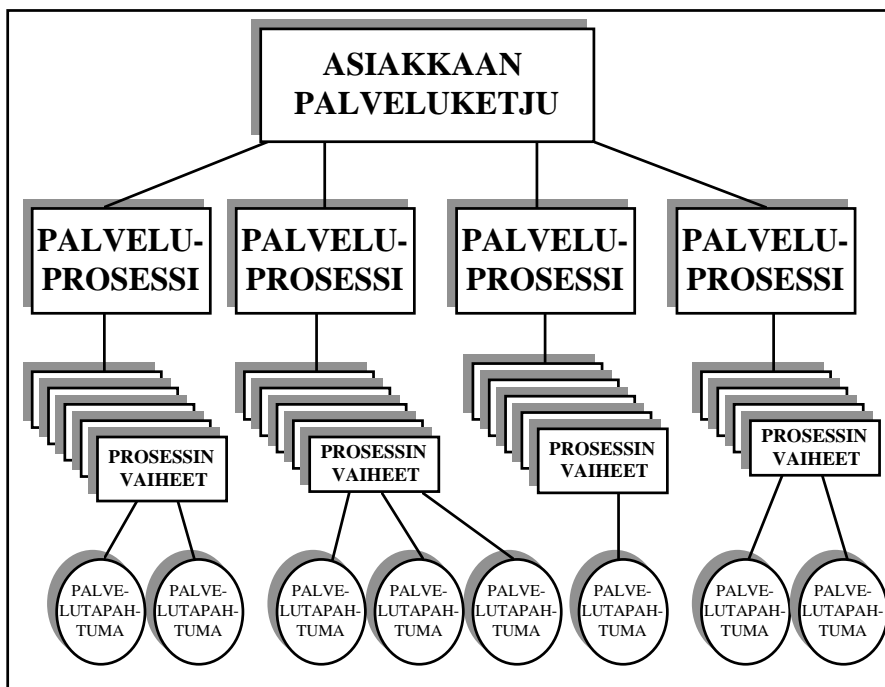 ASIAKKAAN
PALVELUKETJU
PALVELU-
PROSESSI
PALVELU-
PROSESSI
PALVELU-
PROSESSI
PALVELU-
PROSESSI
PROSESSIN
VAIHEET
PROSESSIN
VAIHEET
PROSESSIN
VAIHEET
PROSESSIN
VAIHEET
PALVE-
LUTAPAH-
TUMA
PALVE-
LUTAPAH-
TUMA
PALVE-
LUTAPAH-
TUMA
PALVE-
LUTAPAH-
TUMA
PALVE-
LUTAPAH-
TUMA
PALVE-
LUTAPAH-
TUMA
PALVE-
LUTAPAH-
TUMA
PALVE-
LUTAPAH-
TUMA